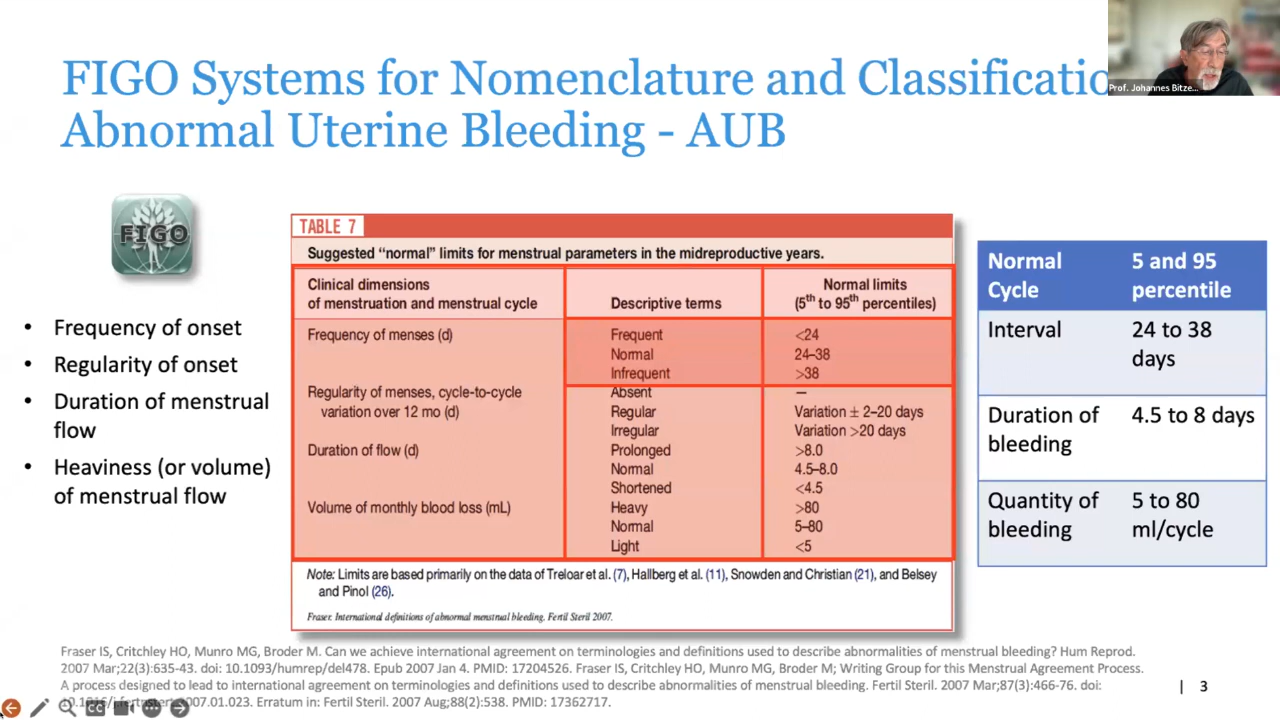 FIGO Systems for Nomenclature and Classificatio
Abnormal Uterine Bleeding - AUB
Prof. Johannes Bitze...
FIGO
• Frequency of onset
• Regularity of onset
• Duration of menstrual
flow
• Heaviness (or volume)
of menstrual flow
TABLE 7
Suggested “normal” limits for menstrual parameters in the midreproductive years.
Clinical dimensions
of menstruation and menstrual cycle
Descriptive terms
Normal limits
(5th to 95th percentiles)
Frequency of menses (d) Frequent <24
Normal 24–38
Infrequent >38
Regularity of menses, cycle-to-cycle Absent —
variation over 12 mo (d) Regular Variation ± 2–20 days
Irregular Variation >20 days
Duration of flow (d) Prolonged >8.0
Normal 4.5–8.0
Shortened <4.5
Volume of monthly blood loss (mL) Heavy >80
Normal 5–80
Light <5
Note: Limits are based primarily on the data of Treloar et al. (7), Hallberg et al. (11), Snowden and Christian (21), and Belsey
and Pinol (26).
Fraser. International definitions of abnormal menstrual bleeding. Fertil Steril 2007.
Normal
Cycle
5 and 95
percentile
Interval
24 to 38
days
Duration of
bleeding
4.5 to 8 days
Quantity of
bleeding
5 to 80
ml/cycle
Fraser IS, Critchley HO, Munro MG, Broder M. Can we achieve international agreement on terminologies and definitions used to describe abnormalities of menstrual bleeding? Hum Reprod.
2007 Mar;22(3):635-43. doi: 10.1093/humrep/del478. Epub 2007 Jan 4. PMID: 17204526. Fraser IS, Critchley HO, Munro MG, Broder M; Writing Group for this Menstrual Agreement Process.
A process designed to lead to international agreement on terminologies and definitions used to describe abnormalities of menstrual bleeding. Fertil Steril. 2007 Mar;87(3):466-76. doi:
Erratum in: Fertil Steril. 2007 Aug;88(2):538. PMID: 17362717.
CC
| 3